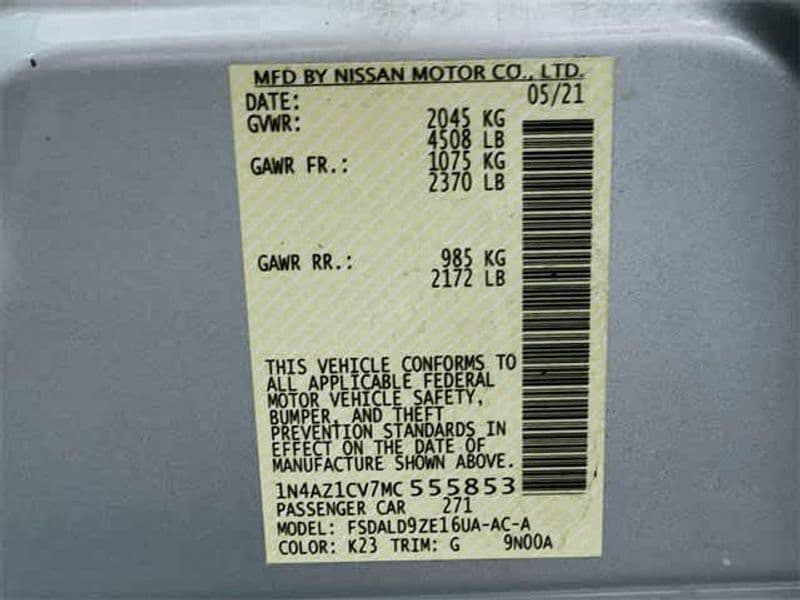 MFD BY NISSAN MOTOR CO., LTD.
DATE: 05/21
GVWR: 2045 KG
4508 LB
GAWR FR.: 1075 KG
2370 LB
GAWR RR.: 985 KG
2172 LB
THIS VEHICLE CONFORMS TO
ALL APPLICABLE FEDERAL
MOTOR VEHICLE SAFETY,
BUMPER, AND THEFT
PREVENTION STANDARDS IN
EFFECT ON THE DATE OF
MANUFACTURE SHOWN ABOVE.
1N4AZ1CV7MC555853
PASSENGER CAR 271
MODEL: FSDALD9ZE16UA-AC-A
COLOR: K23 TRIM: G 9N00A